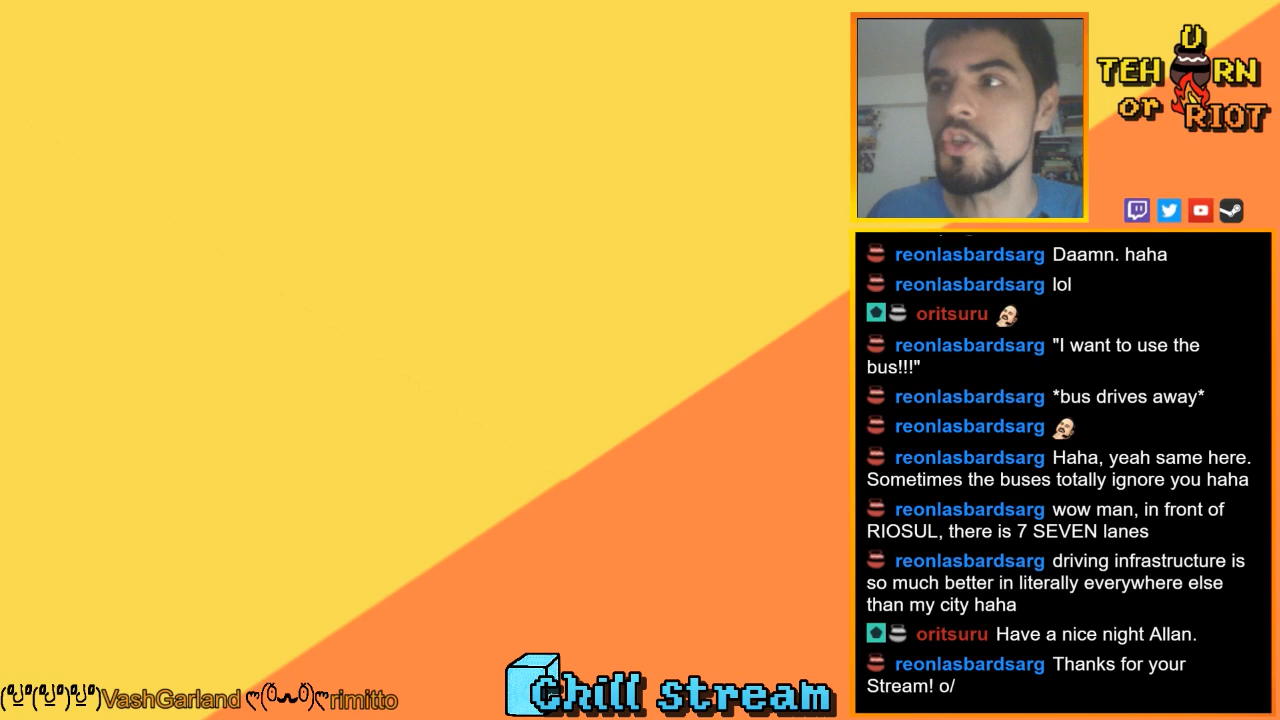 TEH URN
or RIOT
reonlasbardsarg Daamn. haha
reonlasbardsarg lol
oritsuru
reonlasbardsarg "I want to use the
bus!!!"
reonlasbardsarg *bus drives away*
reonlasbardsarg
reonlasbardsarg Haha, yeah same here.
Sometimes the buses totally ignore you haha
reonlasbardsarg wow man, in front of
RIOSUL, there is 7 SEVEN lanes
reonlasbardsarg driving infrastructure is
so much better in literally everywhere else
than my city haha
oritsuru Have a nice night Allan.
reonlasbardsarg Thanks for your
Stream! o/
VashGarland rimitto
Chill stream